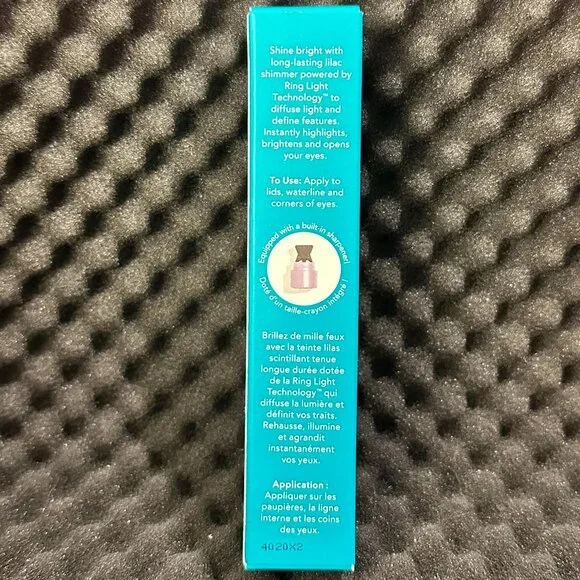 Shine bright with
long-lasting lilac
shimmer powered by
Ring Light
Technology™ to
diffuse light and
define features.
Instantly highlights,
brightens and opens
your eyes.
To Use: Apply to
lids, waterline and
corners of eyes.
Equipped with a built in sharpener!
Doté d'un taille-crayon intégré !
Brillez de mille feux
avec la teinte lilas
scintillant tenue
longue durée dotée
de la Ring Light
Technology™ qui
diffuse la lumière et
définit vos traits.
Rehausse, illumine
et agrandit
instantanément
vos yeux.
Application :
Appliquer sur les
paupières, la ligne
interne et les coins
des yeux.
4020X2